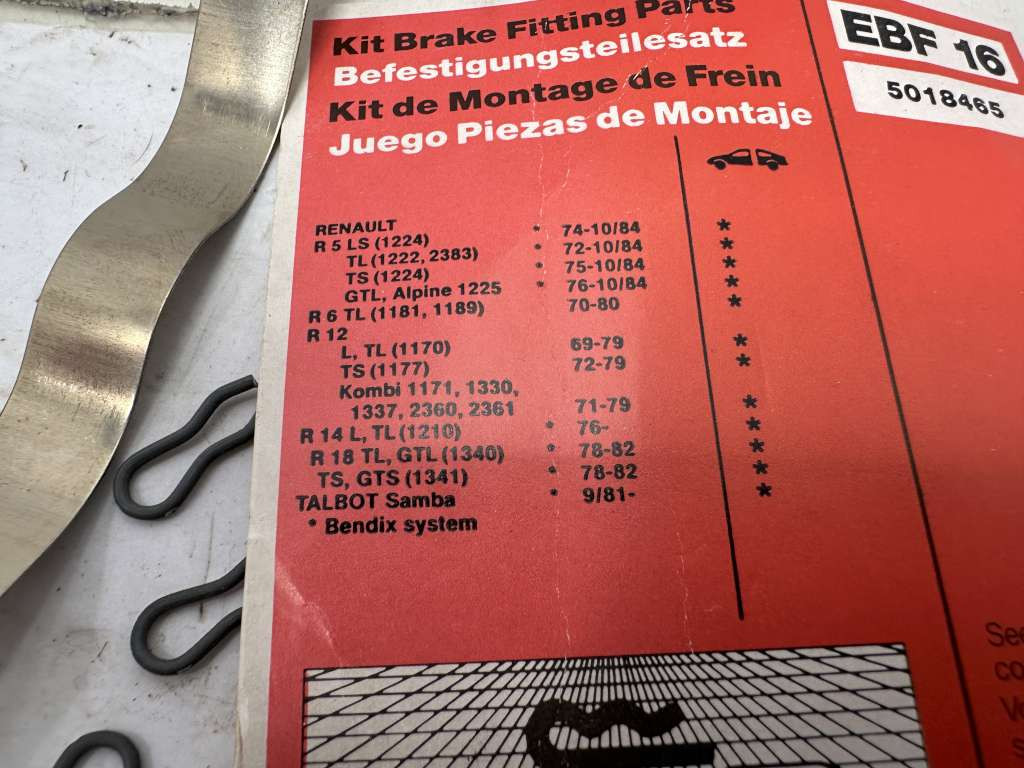 Kit Brake Fitting Parts
Befestigungsteilesatz
Kit de Montage de Frein
Juego Piezas de Montaje
EBF 16
5018465
RENAULT
R 5 LS (1224) * 74-10/84 *
TL (1222, 2383) * 72-10/84 *
TS (1224) * 75-10/84 *
GTL, Alpine 1225 * 76-10/84 *
R 6 TL (1181, 1189) 70-80 *
R 12
L, TL (1170) 69-79 *
TS (1177) 72-79 *
Kombi 1171, 1330,
1337, 2360, 2361 71-79 *
R 14 L, TL (1210) * 76- *
R 18 TL, GTL (1340) * 78-82 *
TS, GTS (1341) * 78-82 *
TALBOT Samba * 9/81- *
* Bendix system